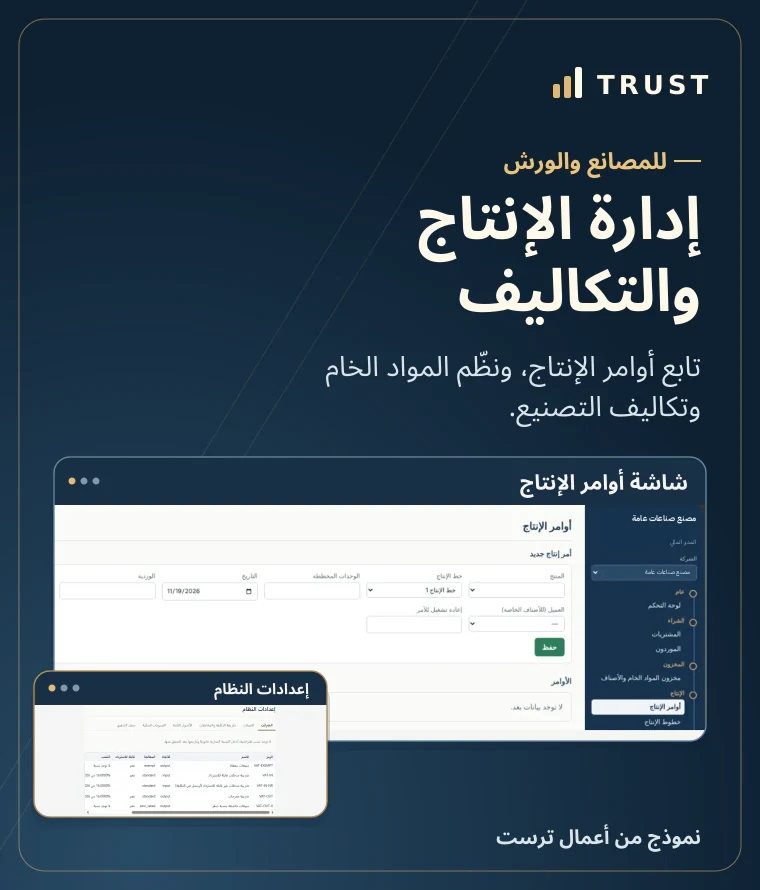 TRUST
للمصانع والورش
إدارة الإنتاج
والتكاليف
تابع أوامر الإنتاج، ونظّم المواد الخام
وتكاليف التصنيع.
شاشة أوامر الإنتاج
مصنع صناعات عامة
المدير المالي
الشركة
مصنع صناعات عامة
عام
لوحة التحكم
الشراء
المشتريات
الموردون
المخزون
مخزون المواد الخام والأصناف
الإنتاج
أوامر الإنتاج
خطوط الإنتاج
أوامر الإنتاج
أمر إنتاج جديد
المنتج
خط الإنتاج
الوحدات المخططة
التاريخ
الوردية
خط الإنتاج 1
11/19/2026
العميل (للأصناف الخاصة)
إعادة تشغيل للأمر
—
حفظ
الأوامر
لا توجد بيانات بعد.
إعدادات النظام
إعدادات النظام
نموذج من أعمال ترست